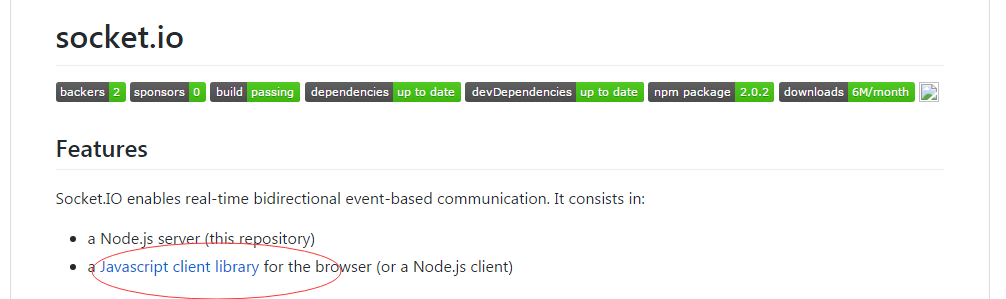 socket.io
backers 2 sponsors 0 build passing dependencies up to date devDependencies up to date npm package 2.0.2 downloads 6M/month
Features
Socket.IO enables real-time bidirectional event-based communication. It consists in:
a Node.js server (this repository)
a Javascript client library for the browser (or a Node.js client)